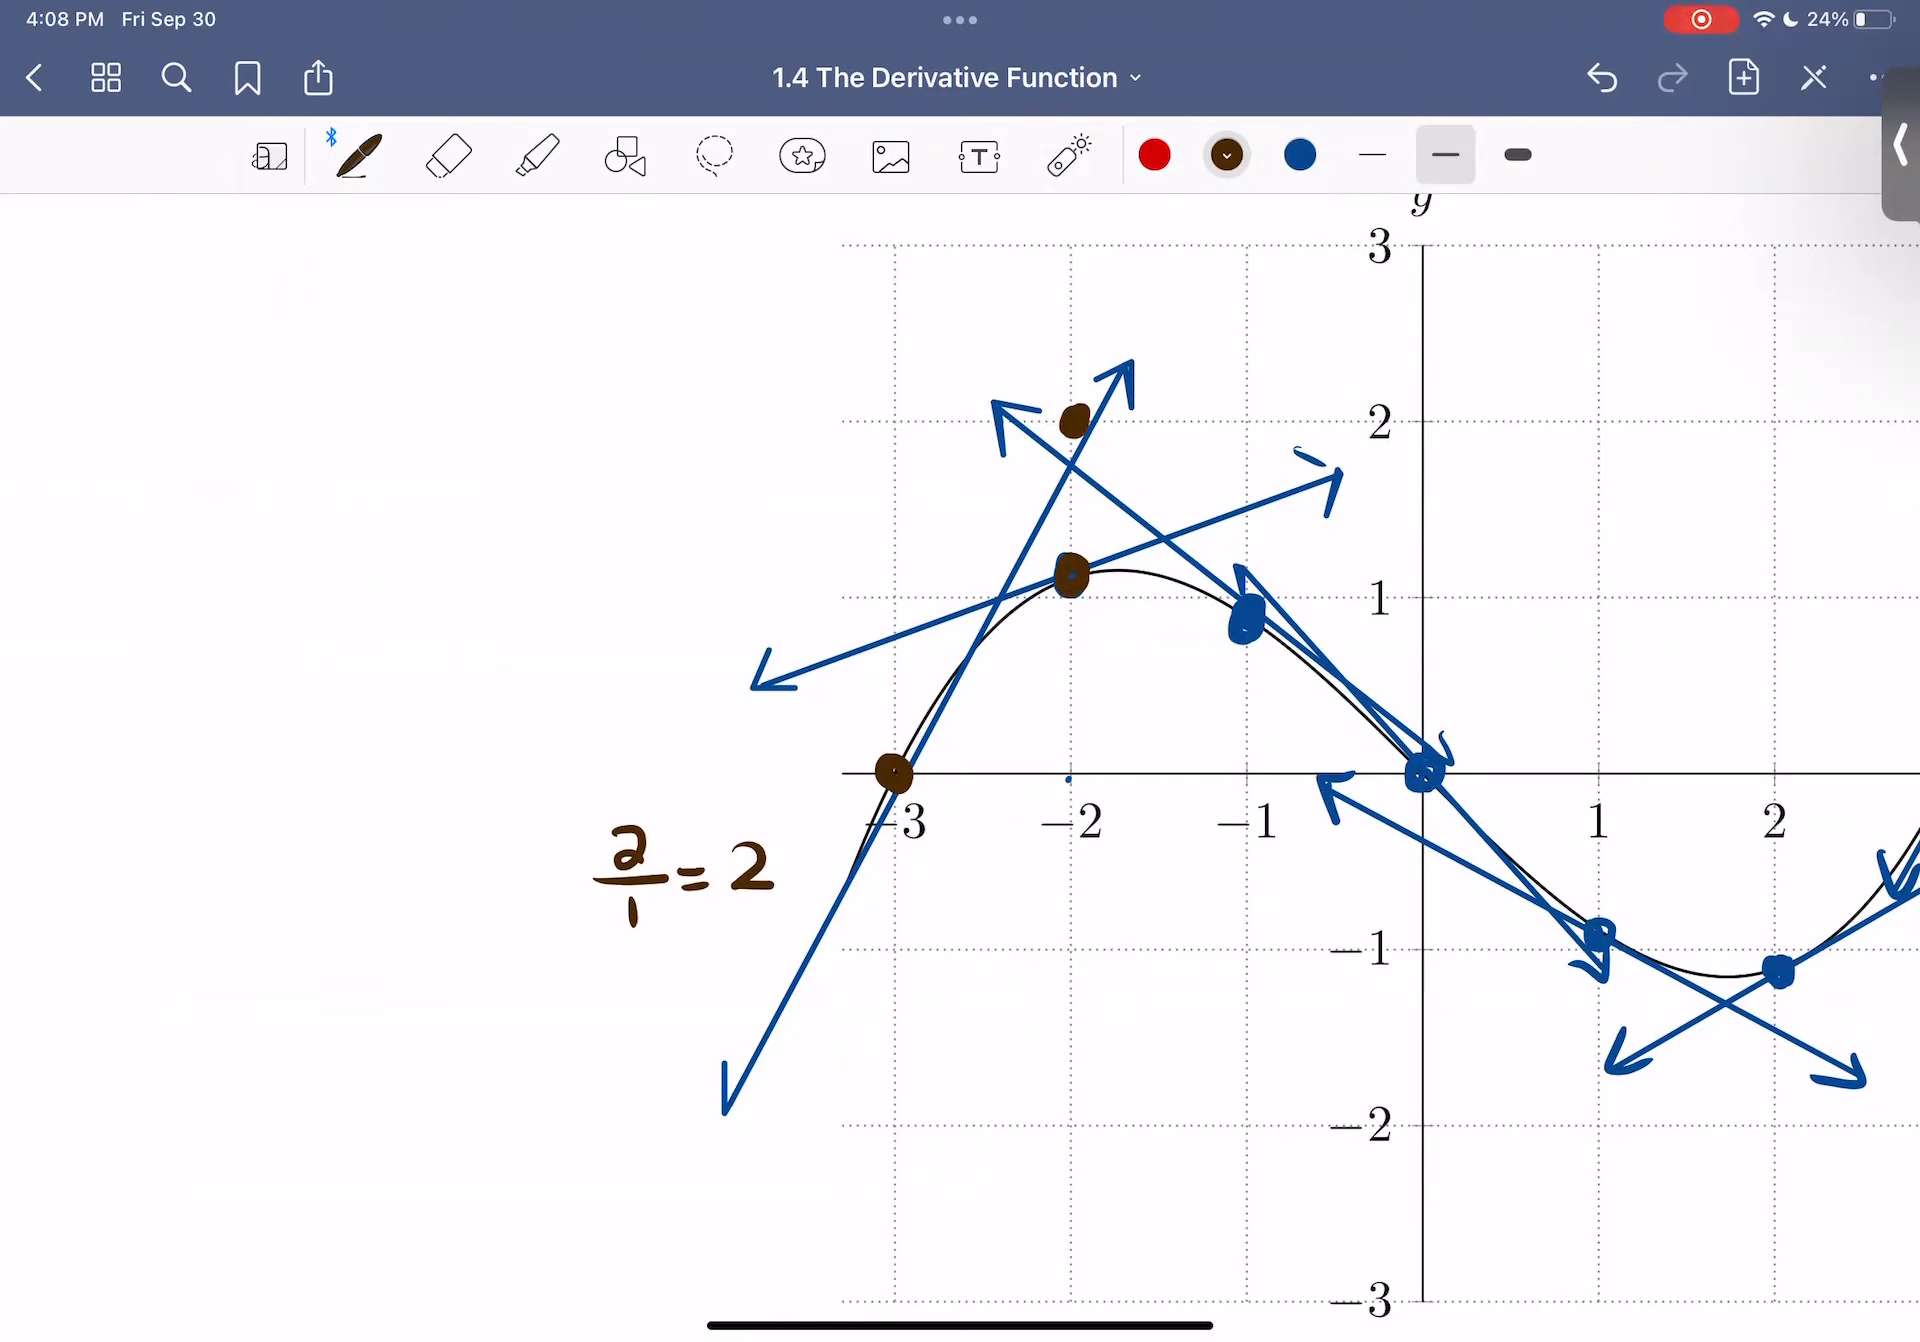 4:08 PM Fri Sep 30
24%
1.4 The Derivative Function
T
y
3
2
1
−3 −2 −1 1 2
2/1 = 2
−1
−2
−3